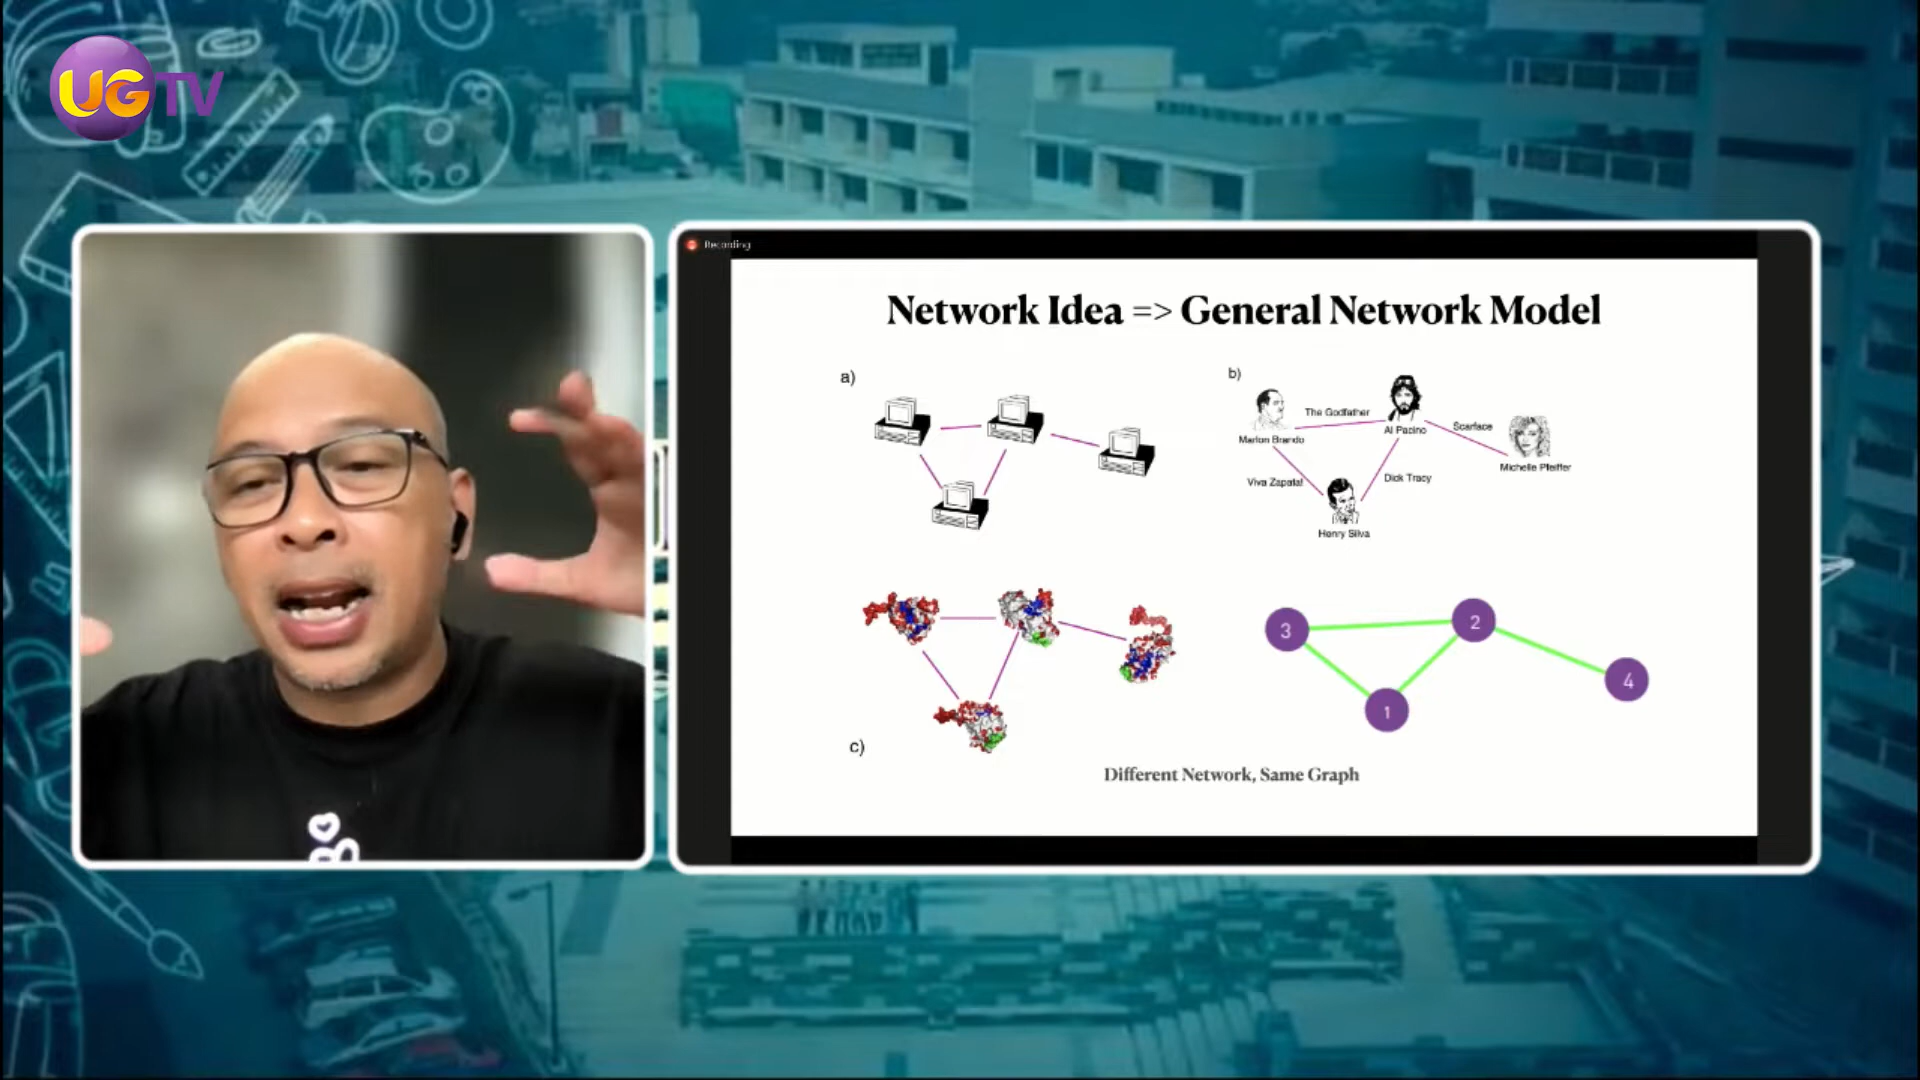 UGTV
Recording
Network Idea => General Network Model
a)
b)
The Godfather
Marlon Brando
Al Pacino
Scarface
Michelle Pfeiffer
Viva Zapata!
Dick Tracy
Henry Silva
c)
3
2
1
4
Different Network, Same Graph